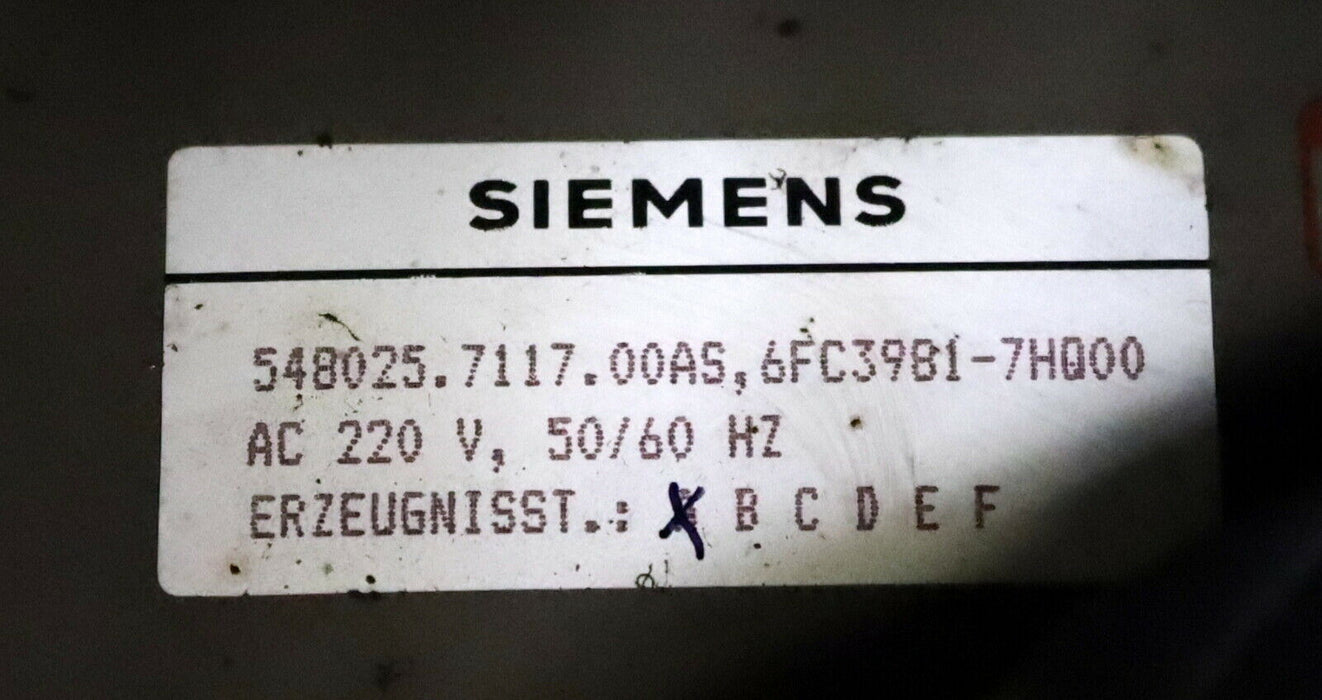 SIEMENS
548025.7117.00AS,6FC3981-7HQ00
AC 220 V, 50/60 HZ
ERZEUGNISST.: A B C D E F